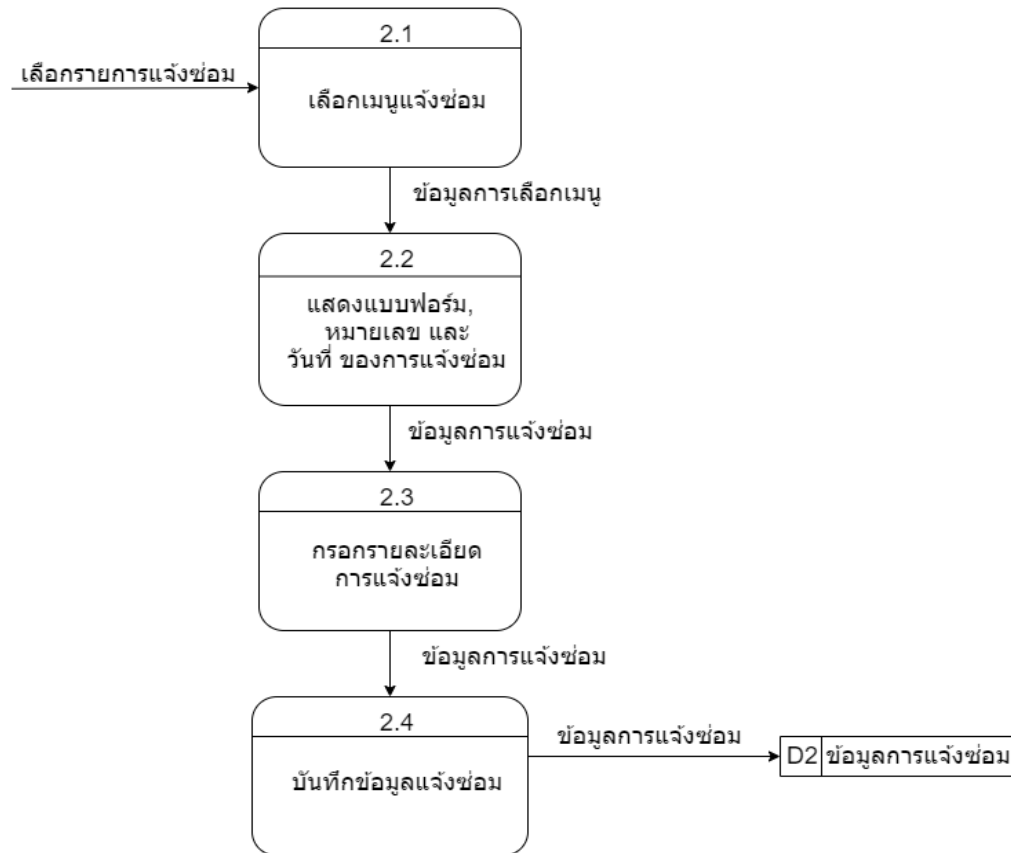 2.1
เลือกรายการแจ้งซ่อม
เลือกเมนูแจ้งซ่อม
ข้อมูลการเลือกเมนู
2.2
แสดงแบบฟอร์ม,
หมายเลข และ
วันที่ ของการแจ้งซ่อม
ข้อมูลการแจ้งซ่อม
2.3
กรอกรายละเอียด
การแจ้งซ่อม
ข้อมูลการแจ้งซ่อม
2.4
ข้อมูลการแจ้งซ่อม
D2 ข้อมูลการแจ้งซ่อม
บันทึกข้อมูลแจ้งซ่อม